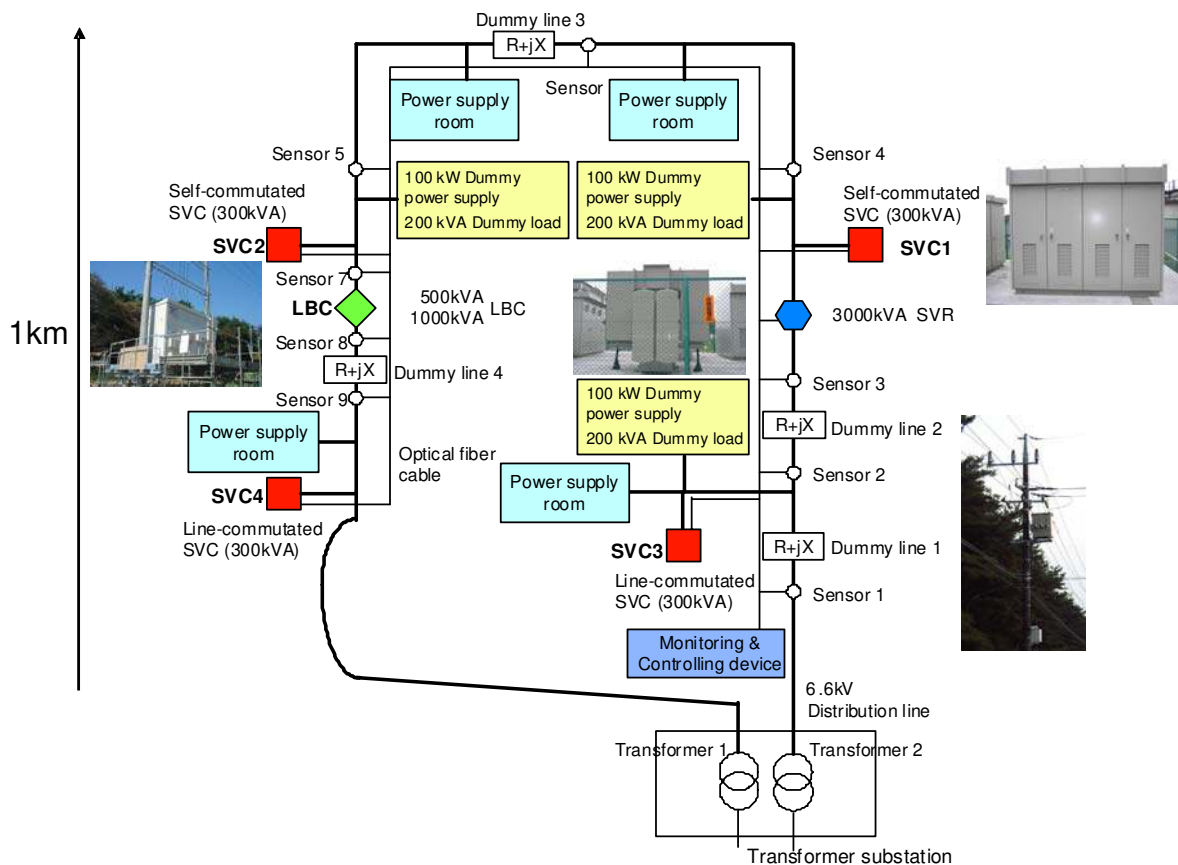 Dummy line 3
R+jX
Sensor
Power supply
room
Power supply
room
Sensor 5
Sensor 4
Self-commutated
SVC (300kVA)
100 kW Dummy
power supply
200 kVA Dummy load
100 kW Dummy
power supply
200 kVA Dummy load
Self-commutated
SVC (300kVA)
SVC2
SVC1
Sensor 7
LBC
500kVA
1000kVA
LBC
3000kVA SVR
1km
Sensor 8
R+jX
Dummy line 4
Sensor 3
Sensor 9
100 kW Dummy
power supply
200 kVA Dummy load
R+jX
Dummy line 2
Power supply
room
Optical fiber
cable
Sensor 2
Power supply
room
SVC4
Line-commutated
SVC (300kVA)
SVC3
R+jX
Dummy line 1
Line-commutated
SVC (300kVA)
Sensor 1
Monitoring &
Controlling device
6.6kV
Distribution line
Transformer 1
Transformer 2
Transformer substation